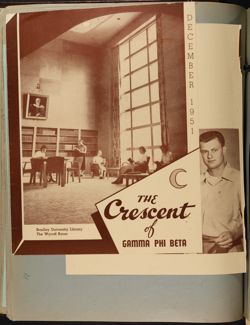 DECEMBER 1951
THE
Crescent
of
GAMMA PHI BETA
Bradley University Library
The Wyckoff Room